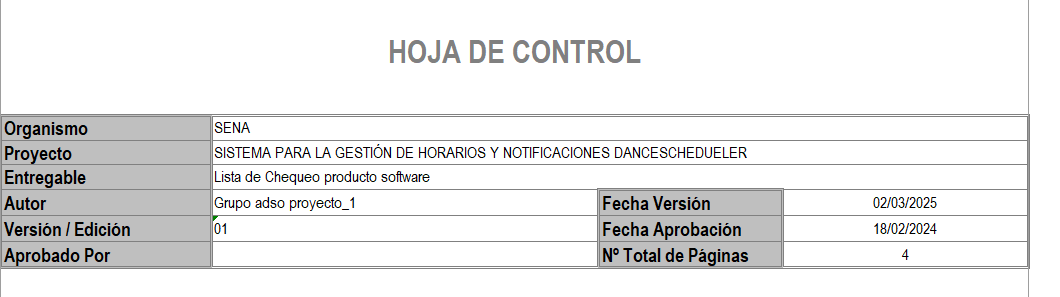 HOJA DE CONTROL
Organismo SENA
Proyecto SISTEMA PARA LA GESTIÓN DE HORARIOS Y NOTIFICACIONES DANCESCHEDUELER
Entregable Lista de Chequeo producto software
Autor Grupo adso proyecto_1 Fecha Versión 02/03/2025
Versión / Edición 01 Fecha Aprobación 18/02/2024
Aprobado Por Nº Total de Páginas 4